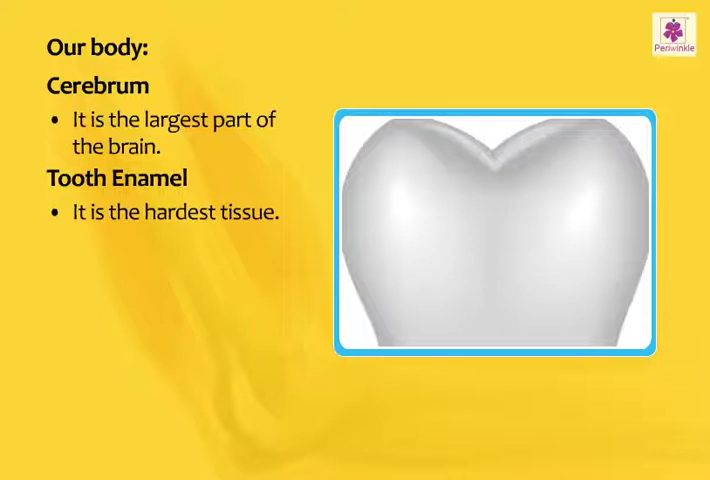 Our body:
Cerebrum
• It is the largest part of
the brain.
Tooth Enamel
• It is the hardest tissue.
Periwinkle